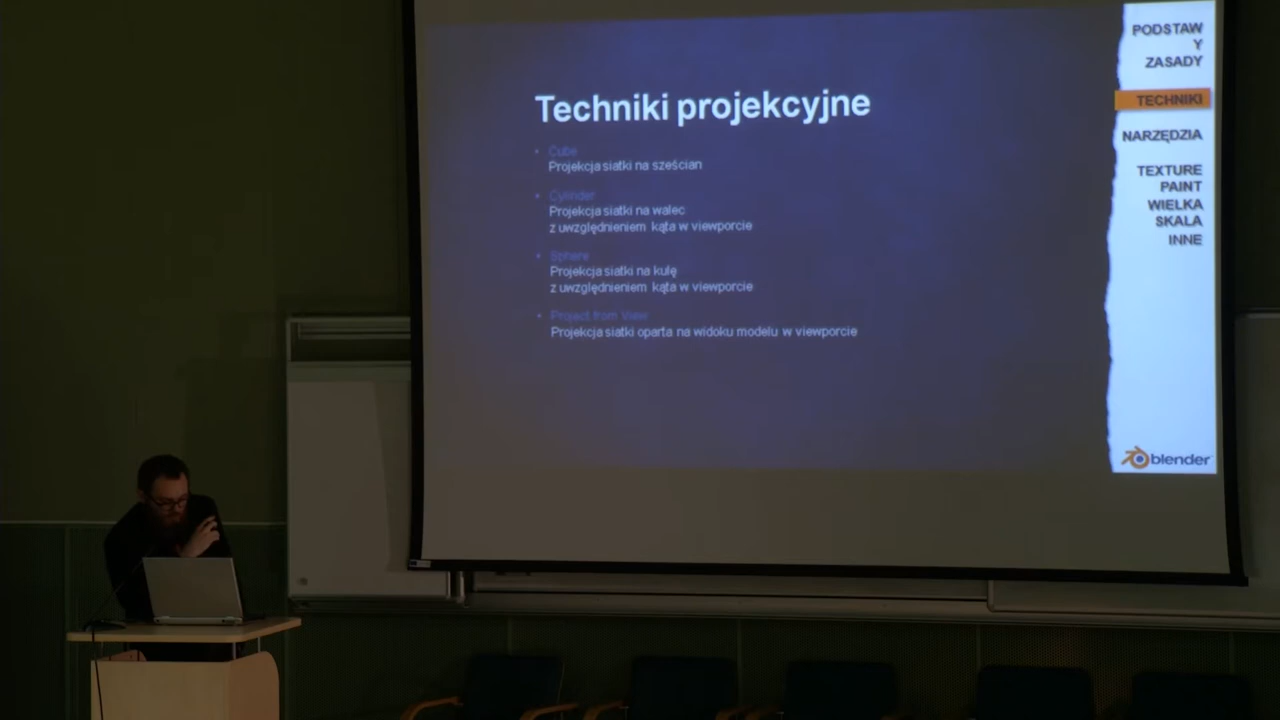 Techniki projekcyjne
• Cube
Projekcja siatki na sześcian
• Cylinder
Projekcja siatki na walec
z uwzględnieniem kąta w viewporcie
• Sphere
Projekcja siatki na kulę
z uwzględnieniem kąta w viewporcie
• Project from View
Projekcja siatki oparta na widoku modelu w viewporcie
PODSTAW
Y
ZASADY
TECHNIKI
NARZĘDZIA
TEXTURE
PAINT
WIELKA
SKALA
INNE
blender